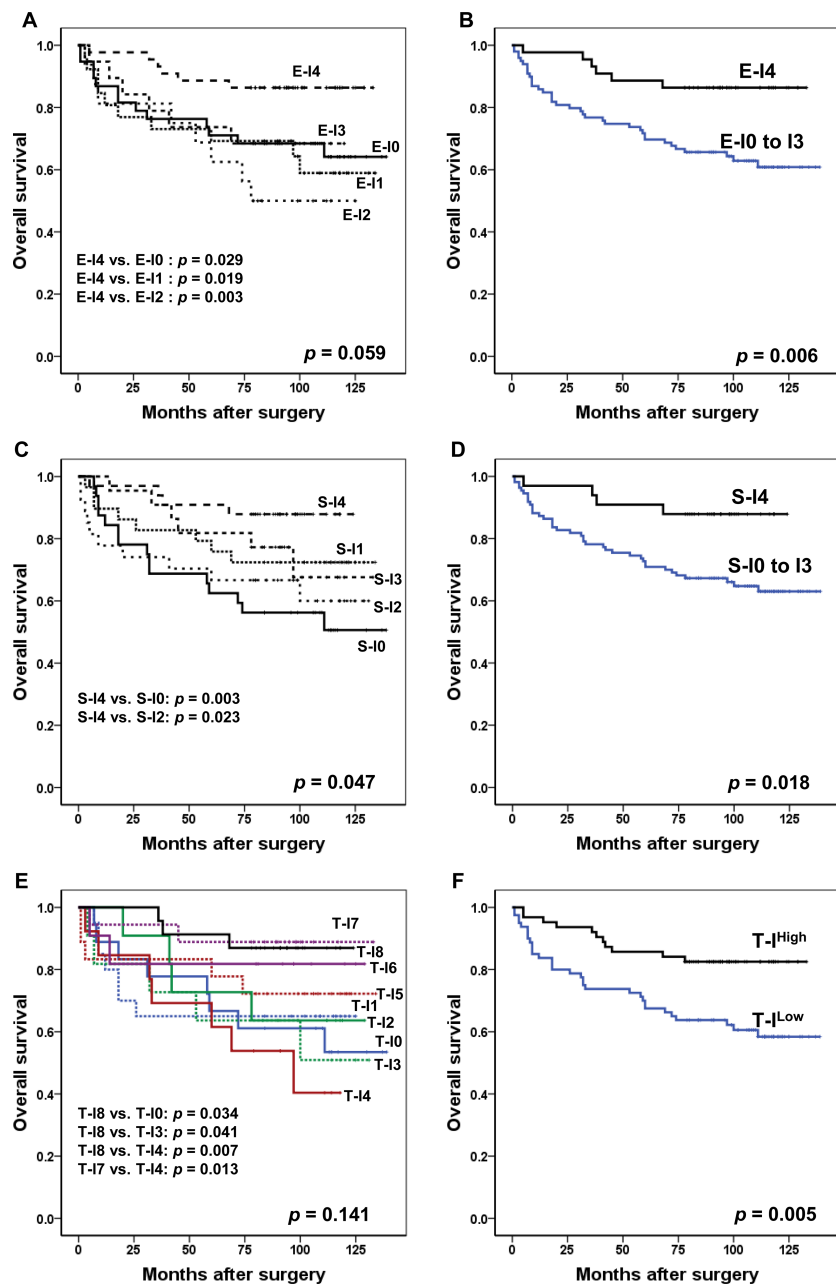 A
Overall survival
1.0
0.8
0.6
0.4
0.2
0.0
E-I4
E-I3
E-I0
E-I1
E-I2
E-I4 vs. E-I0 : p = 0.029
E-I4 vs. E-I1 : p = 0.019
E-I4 vs. E-I2 : p = 0.003
p = 0.059
0 25 50 75 100 125
Months after surgery
B
Overall survival
1.0
0.8
0.6
0.4
0.2
0.0
E-I4
E-I0 to I3
p = 0.006
0 25 50 75 100 125
Months after surgery
C
Overall survival
1.0
0.8
0.6
0.4
0.2
0.0
S-I4
S-I1
S-I3
S-I2
S-I0
S-I4 vs. S-I0: p = 0.003
S-I4 vs. S-I2: p = 0.023
p = 0.047
0 25 50 75 100 125
Months after surgery
D
Overall survival
1.0
0.8
0.6
0.4
0.2
0.0
S-I4
S-I0 to I3
p = 0.018
0 25 50 75 100 125
Months after surgery
E
Overall survival
1.0
0.8
0.6
0.4
0.2
0.0
T-I7
T-I8
T-I6
T-I5
T-I1
T-I2
T-I0
T-I3
T-I4
T-I8 vs. T-I0: p = 0.034
T-I8 vs. T-I3: p = 0.041
T-I8 vs. T-I4: p = 0.007
T-I7 vs. T-I4: p = 0.013
p = 0.141
0 25 50 75 100 125
Months after surgery
F
Overall survival
1.0
0.8
0.6
0.4
0.2
0.0
T-IHigh
T-ILow
p = 0.005
0 25 50 75 100 125
Months after surgery